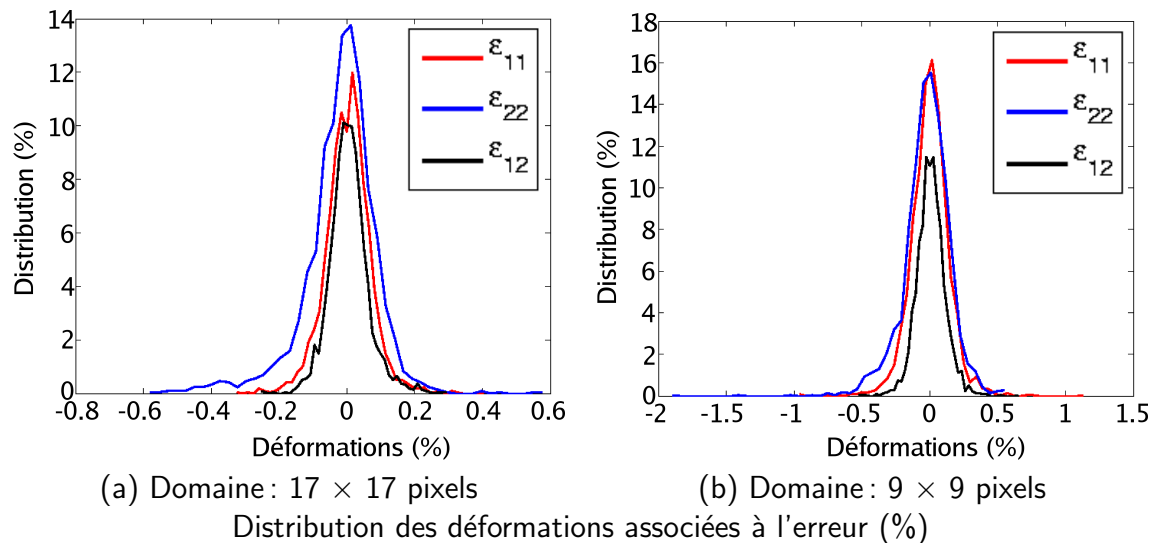 14
12
10
8
6
4
2
0
Distribution (%)
-0.8
-0.6
-0.4
-0.2
0
0.2
0.4
0.6
Déformations (%)
ε11
ε22
ε12
(a) Domaine : 17 × 17 pixels
18
16
14
12
10
8
6
4
2
0
Distribution (%)
-2
-1.5
-1
-0.5
0
0.5
1
1.5
Déformations (%)
ε11
ε22
ε12
(b) Domaine : 9 × 9 pixels
Distribution des déformations associées à l'erreur (%)